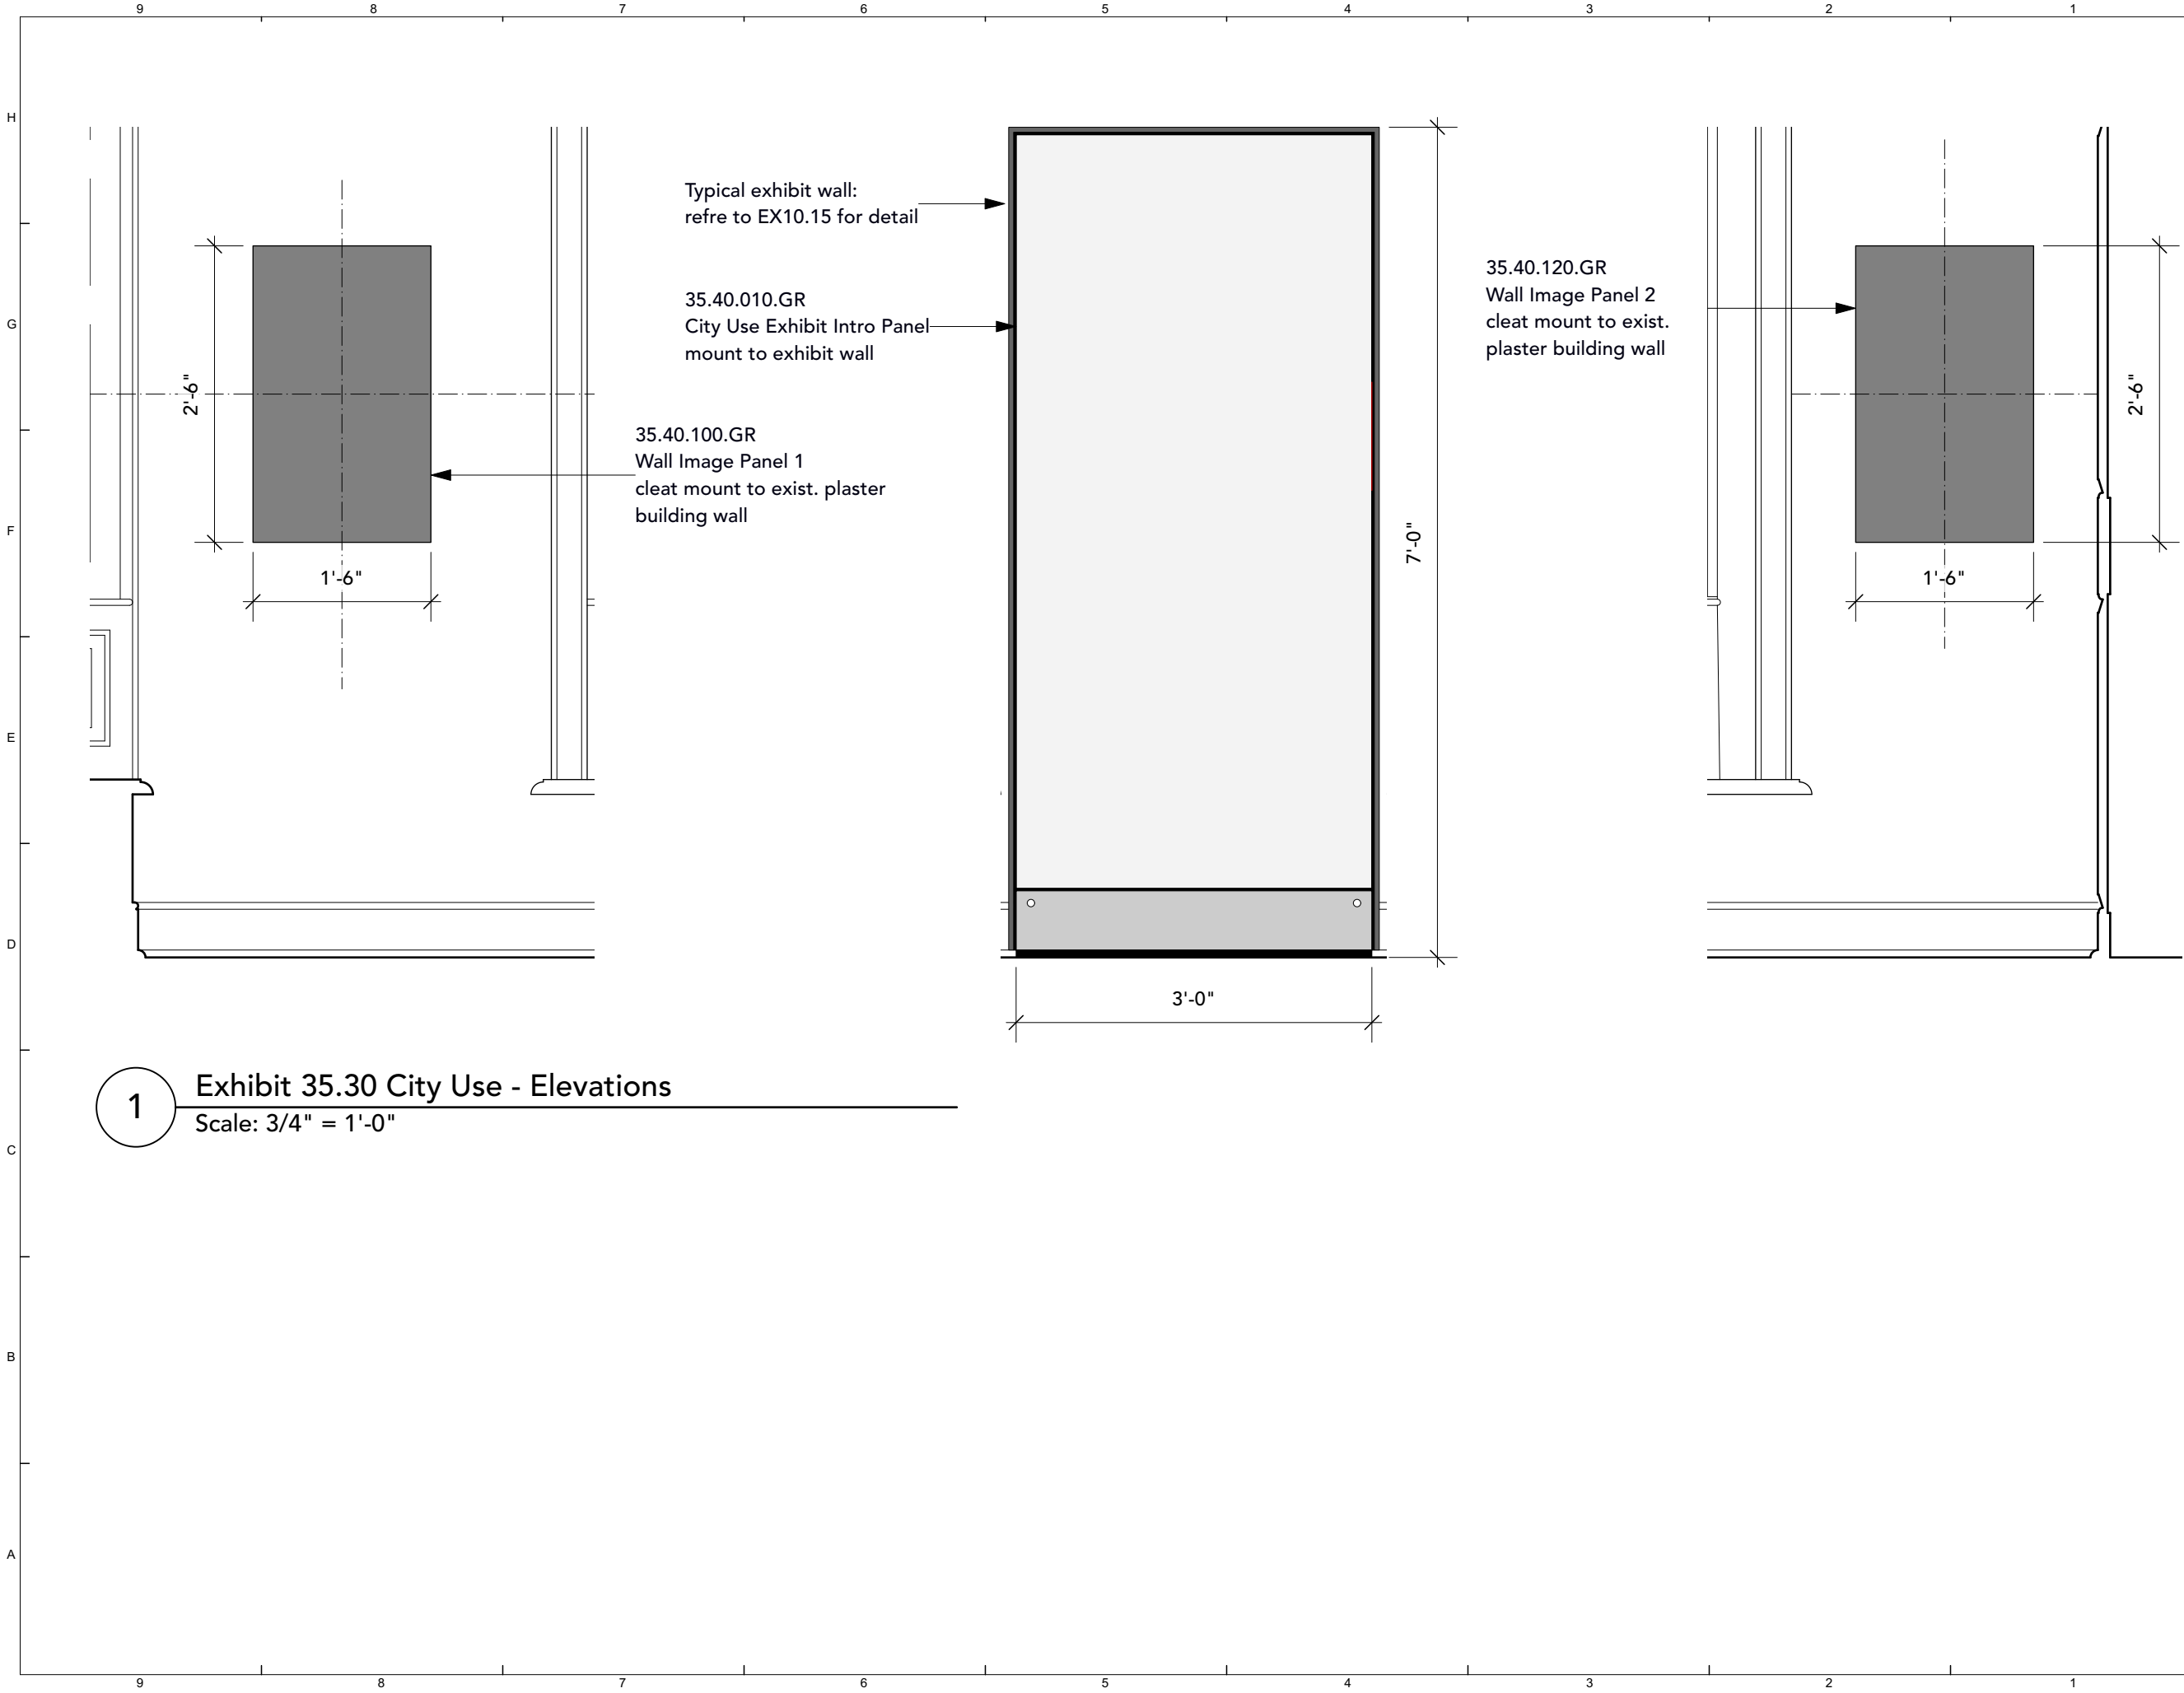 9 8 7 6 5 4 3 2 1
H
G
F
E
D
C
B
A
2'-6"
1'-6"
35.40.100.GR
Wall Image Panel 1
cleat mount to exist. plaster
building wall
Typical exhibit wall:
refre to EX10.15 for detail
35.40.010.GR
City Use Exhibit Intro Panel
mount to exhibit wall
7'-0"
3'-0"
35.40.120.GR
Wall Image Panel 2
cleat mount to exist.
plaster building wall
2'-6"
1'-6"
1
Exhibit 35.30 City Use - Elevations
Scale: 3/4" = 1'-0"
9 8 7 6 5 4 3 2 1